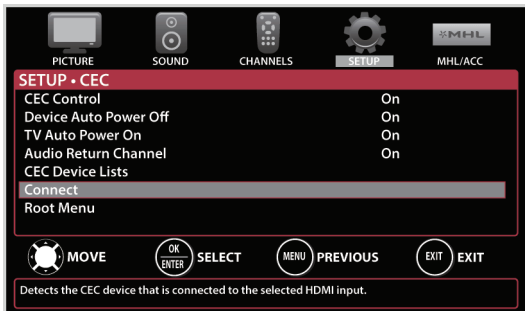 PICTURE SOUND CHANNELS SETUP MHL MHL/ACC
SETUP • CEC
CEC Control On
Device Auto Power Off On
TV Auto Power On On
Audio Return Channel On
CEC Device Lists
Connect
Root Menu
MOVE OK ENTER SELECT MENU PREVIOUS EXIT EXIT
Detects the CEC device that is connected to the selected HDMI input.